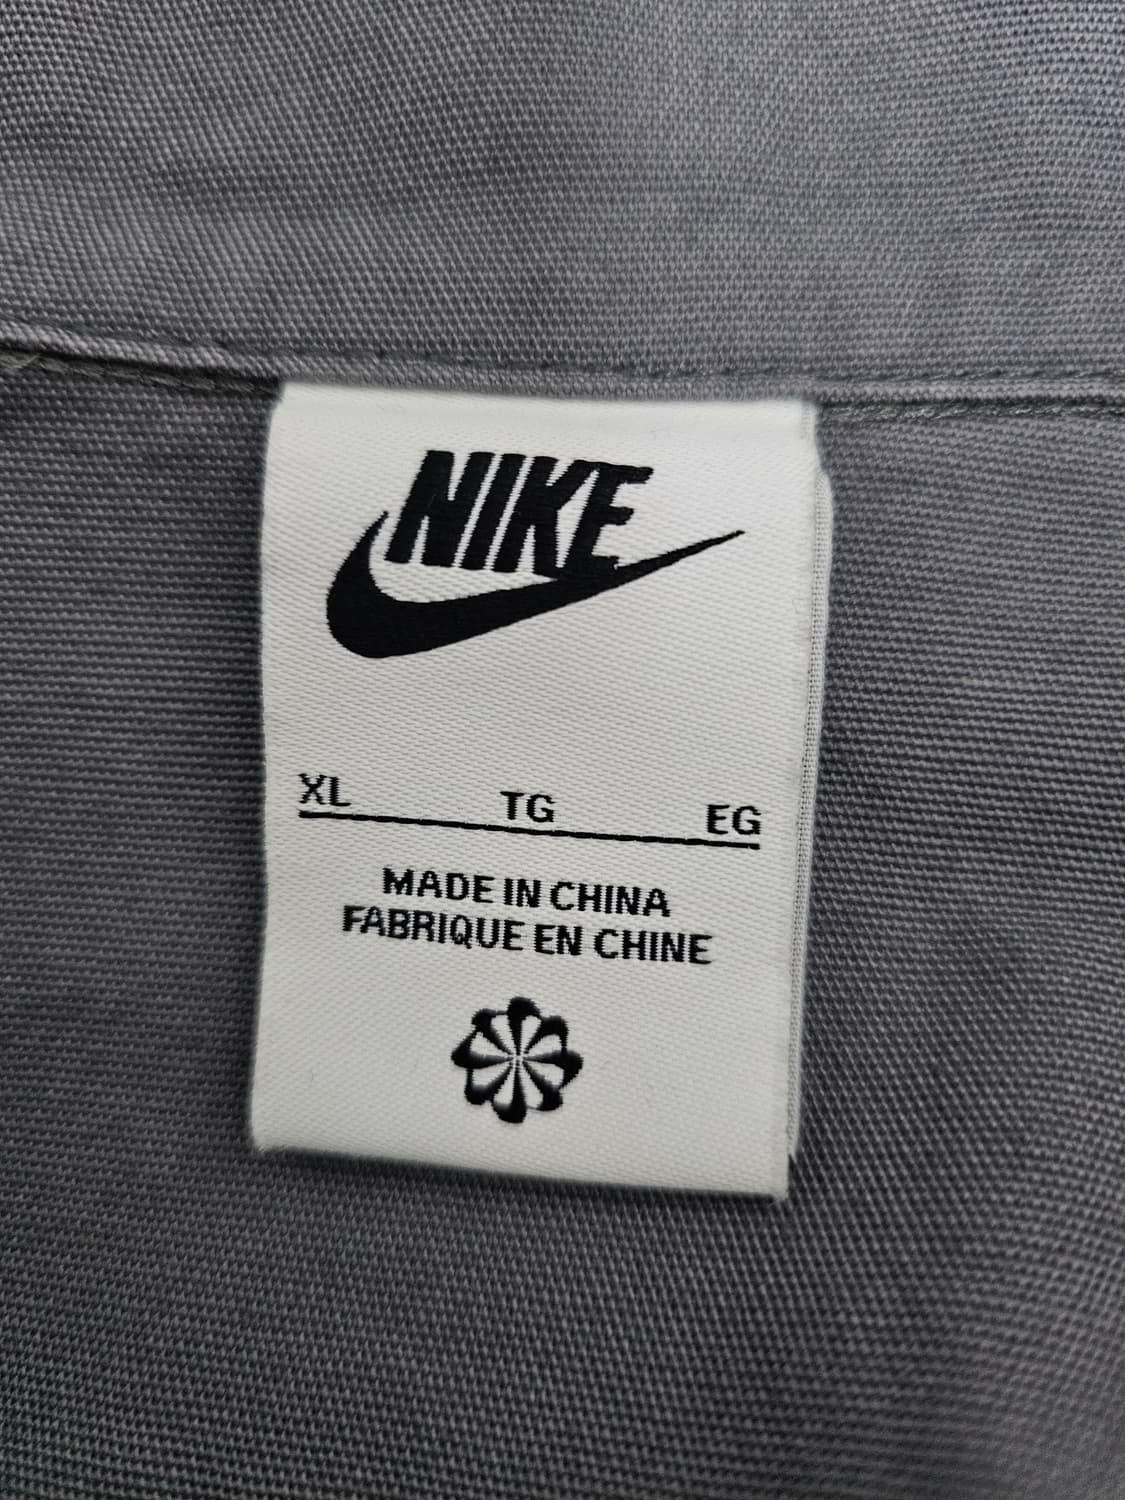 NIKE
XL TG EG
MADE IN CHINA
FABRIQUE EN CHINE